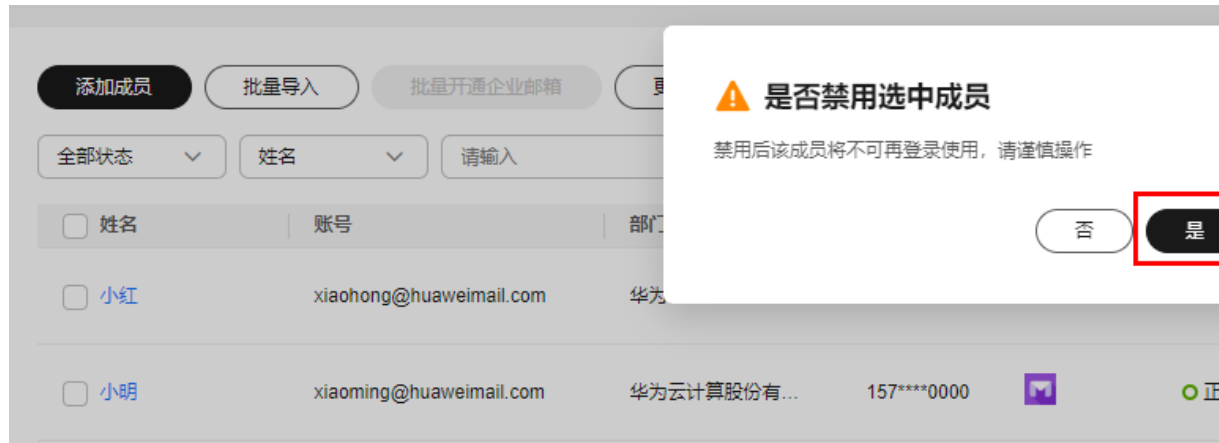 添加成员 批量导入 批量开通企业邮箱
是否禁用选中成员
全部状态 姓名 请输入
禁用后该成员将不可再登录使用，请谨慎操作
姓名 账号 部门
否 是
小红 xiaohong@huaweimail.com 华为
小明 xiaoming@huaweimail.com 华为云计算股份有... 157****0000 正